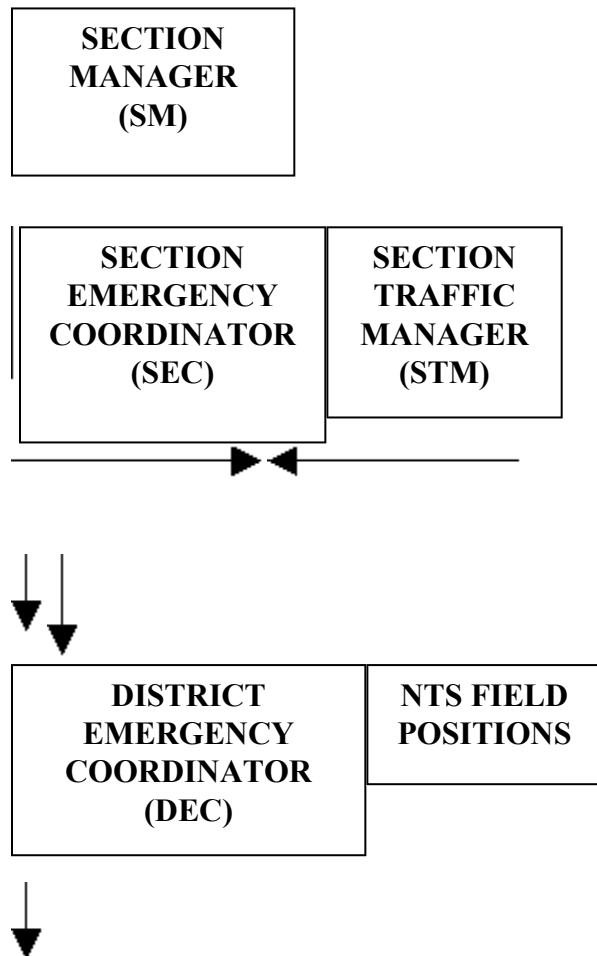 SECTION
MANAGER
(SM)
SECTION
EMERGENCY
COORDINATOR
(SEC)
SECTION
TRAFFIC
MANAGER
(STM)
DISTRICT
EMERGENCY
COORDINATOR
(DEC)
NTS FIELD
POSITIONS